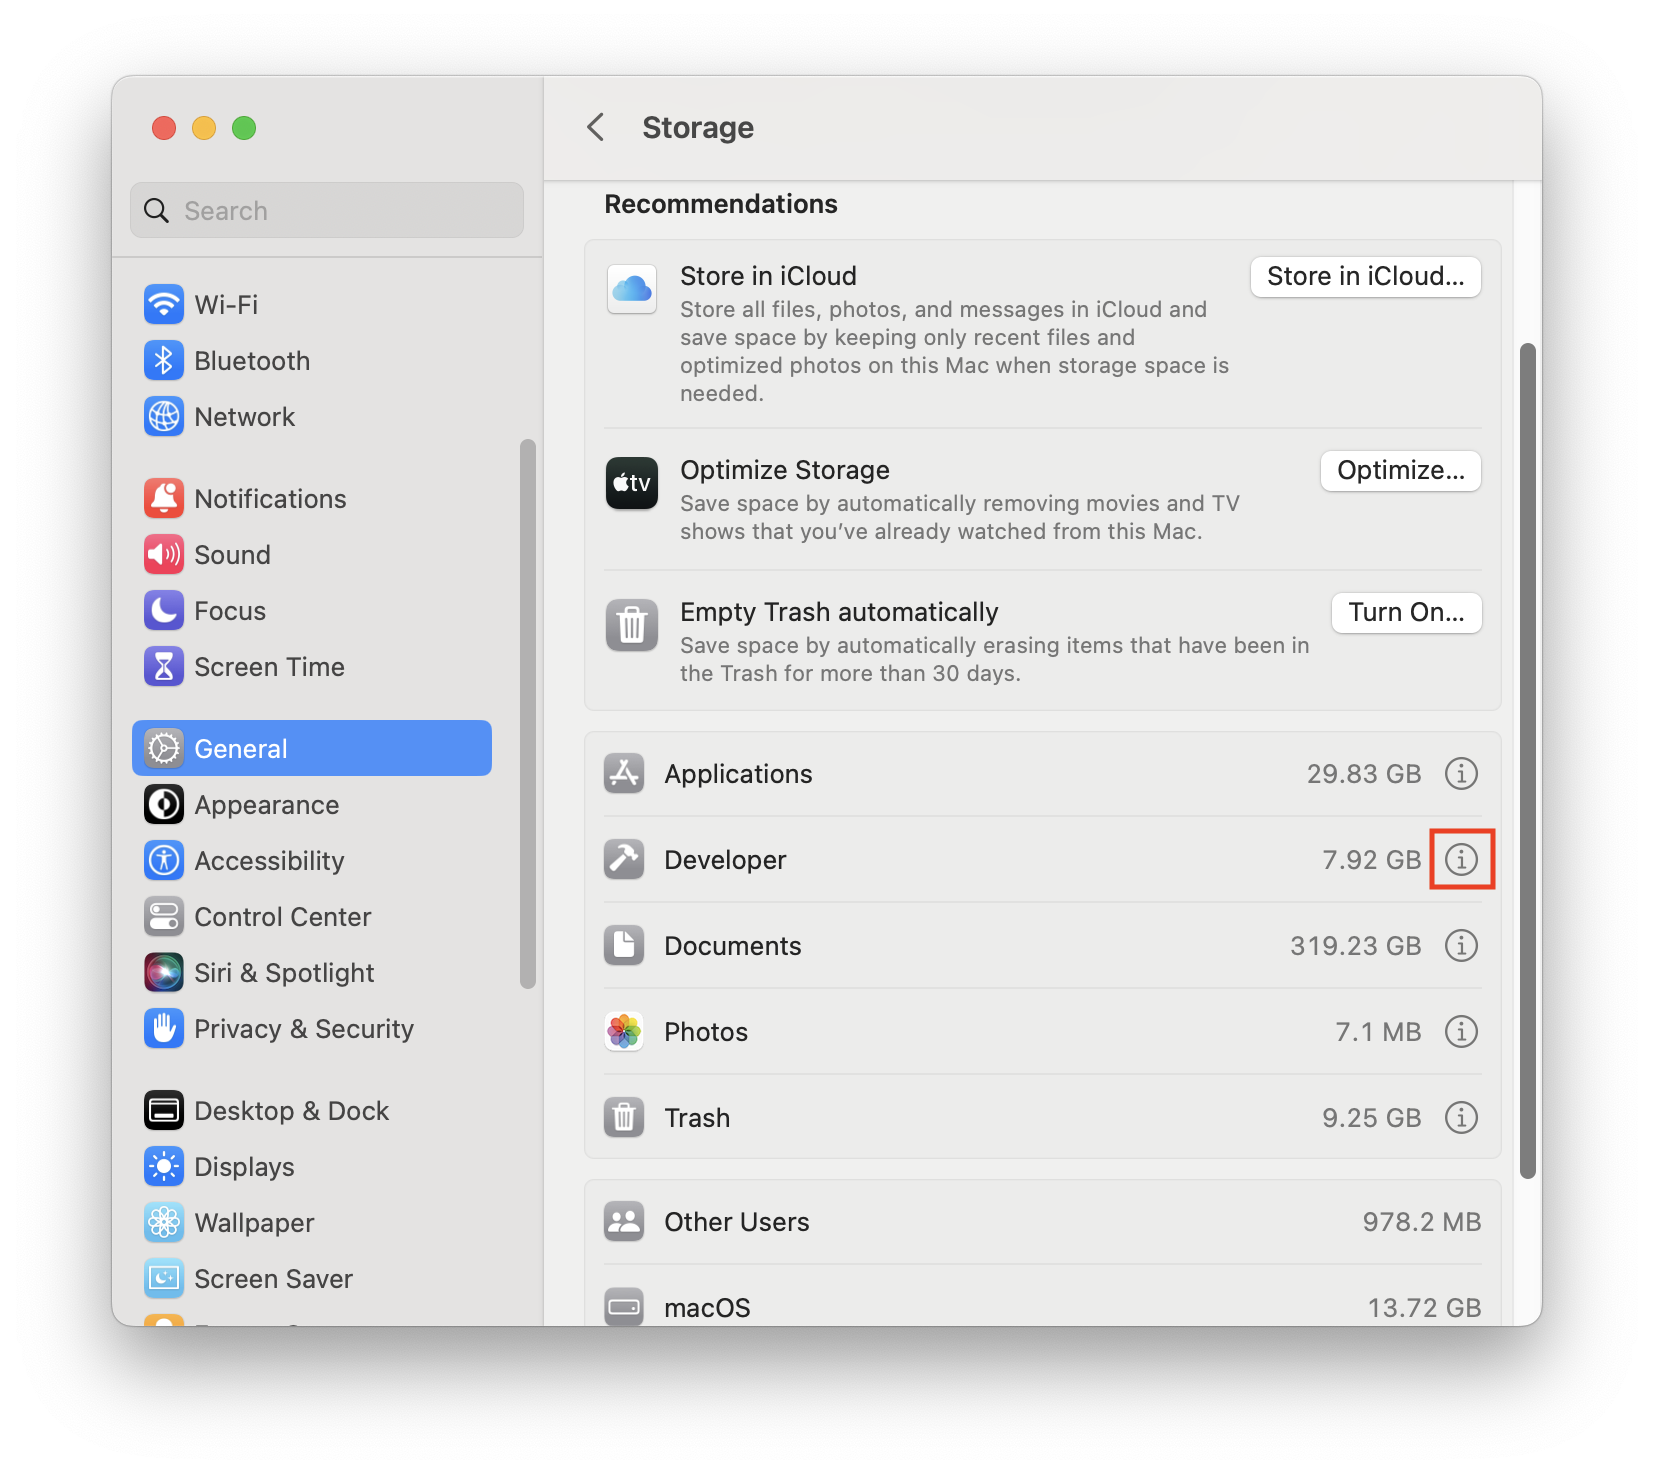 Storage
Search
Wi-Fi
Bluetooth
Network
Notifications
Sound
Focus
Screen Time
General
Appearance
Accessibility
Control Center
Siri & Spotlight
Privacy & Security
Desktop & Dock
Displays
Wallpaper
Screen Saver
Recommendations
Store in iCloud
Store in iCloud...
Store all files, photos, and messages in iCloud and
save space by keeping only recent files and
optimized photos on this Mac when storage space is
needed.
tv
Optimize Storage
Optimize...
Save space by automatically removing movies and TV
shows that you’ve already watched from this Mac.
Empty Trash automatically
Turn On...
Save space by automatically erasing items that have been in
the Trash for more than 30 days.
Applications 29.83 GB
Developer 7.92 GB
Documents 319.23 GB
Photos 7.1 MB
Trash 9.25 GB
Other Users 978.2 MB
macOS 13.72 GB